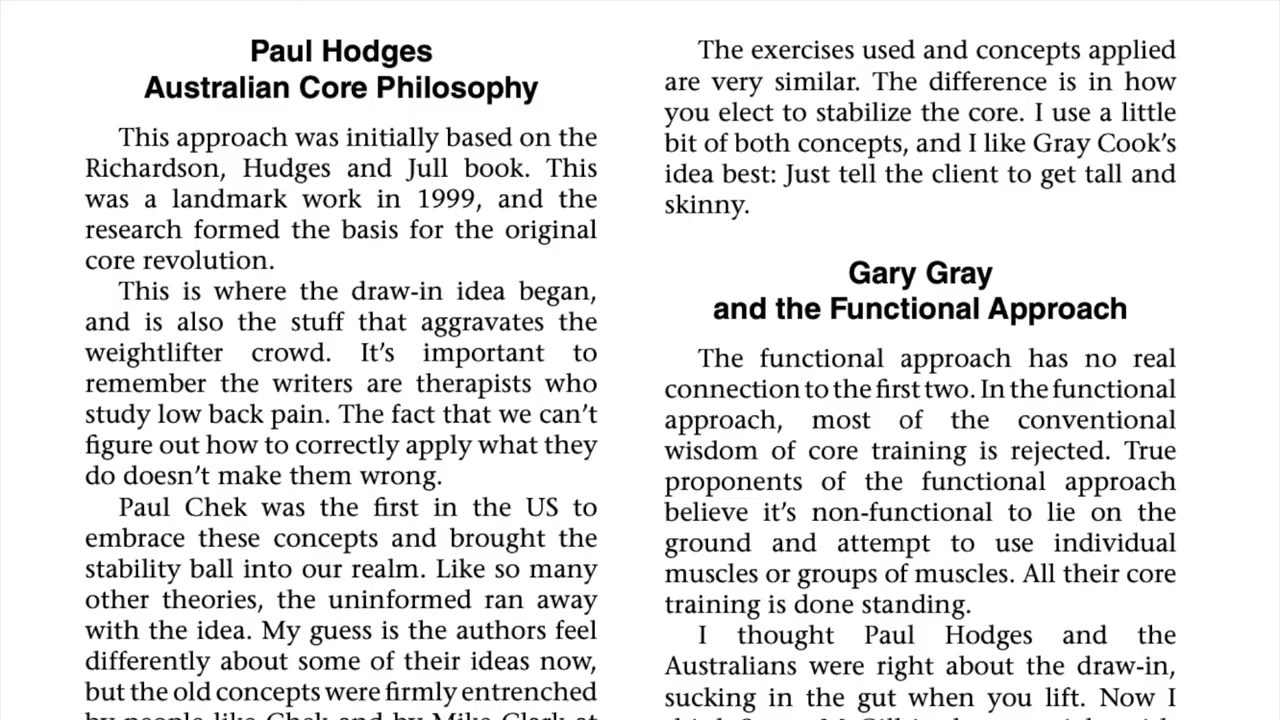 Paul Hodges
Australian Core Philosophy
This approach was initially based on the
Richardson, Hudges and Jull book. This
was a landmark work in 1999, and the
research formed the basis for the original
core revolution.
This is where the draw-in idea began,
and is also the stuff that aggravates the
weightlifter crowd. It’s important to
remember the writers are therapists who
study low back pain. The fact that we can’t
figure out how to correctly apply what they
do doesn’t make them wrong.
Paul Chek was the first in the US to
embrace these concepts and brought the
stability ball into our realm. Like so many
other theories, the uninformed ran away
with the idea. My guess is the authors feel
differently about some of their ideas now,
but the old concepts were firmly entrenched
by people like Chek and by Mike Clark at
The exercises used and concepts applied
are very similar. The difference is in how
you elect to stabilize the core. I use a little
bit of both concepts, and I like Gray Cook’s
idea best: Just tell the client to get tall and
skinny.
Gary Gray
and the Functional Approach
The functional approach has no real
connection to the first two. In the functional
approach, most of the conventional
wisdom of core training is rejected. True
proponents of the functional approach
believe it’s non-functional to lie on the
ground and attempt to use individual
muscles or groups of muscles. All their core
training is done standing.
I thought Paul Hodges and the
Australians were right about the draw-in,
sucking in the gut when you lift. Now I